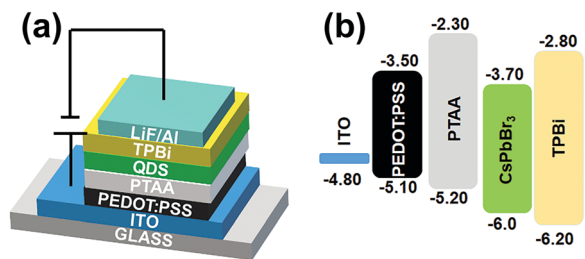 (a)
LiF/Al
TPBi
QDS
PTAA
PEDOT:PSS
ITO
GLASS
(b)
-2.30
-2.80
-3.50
-3.70
ITO
PEDOT:PSS
PTAA
CsPbBr₃
TPBi
-4.80
-5.10
-5.20
-6.0
-6.20